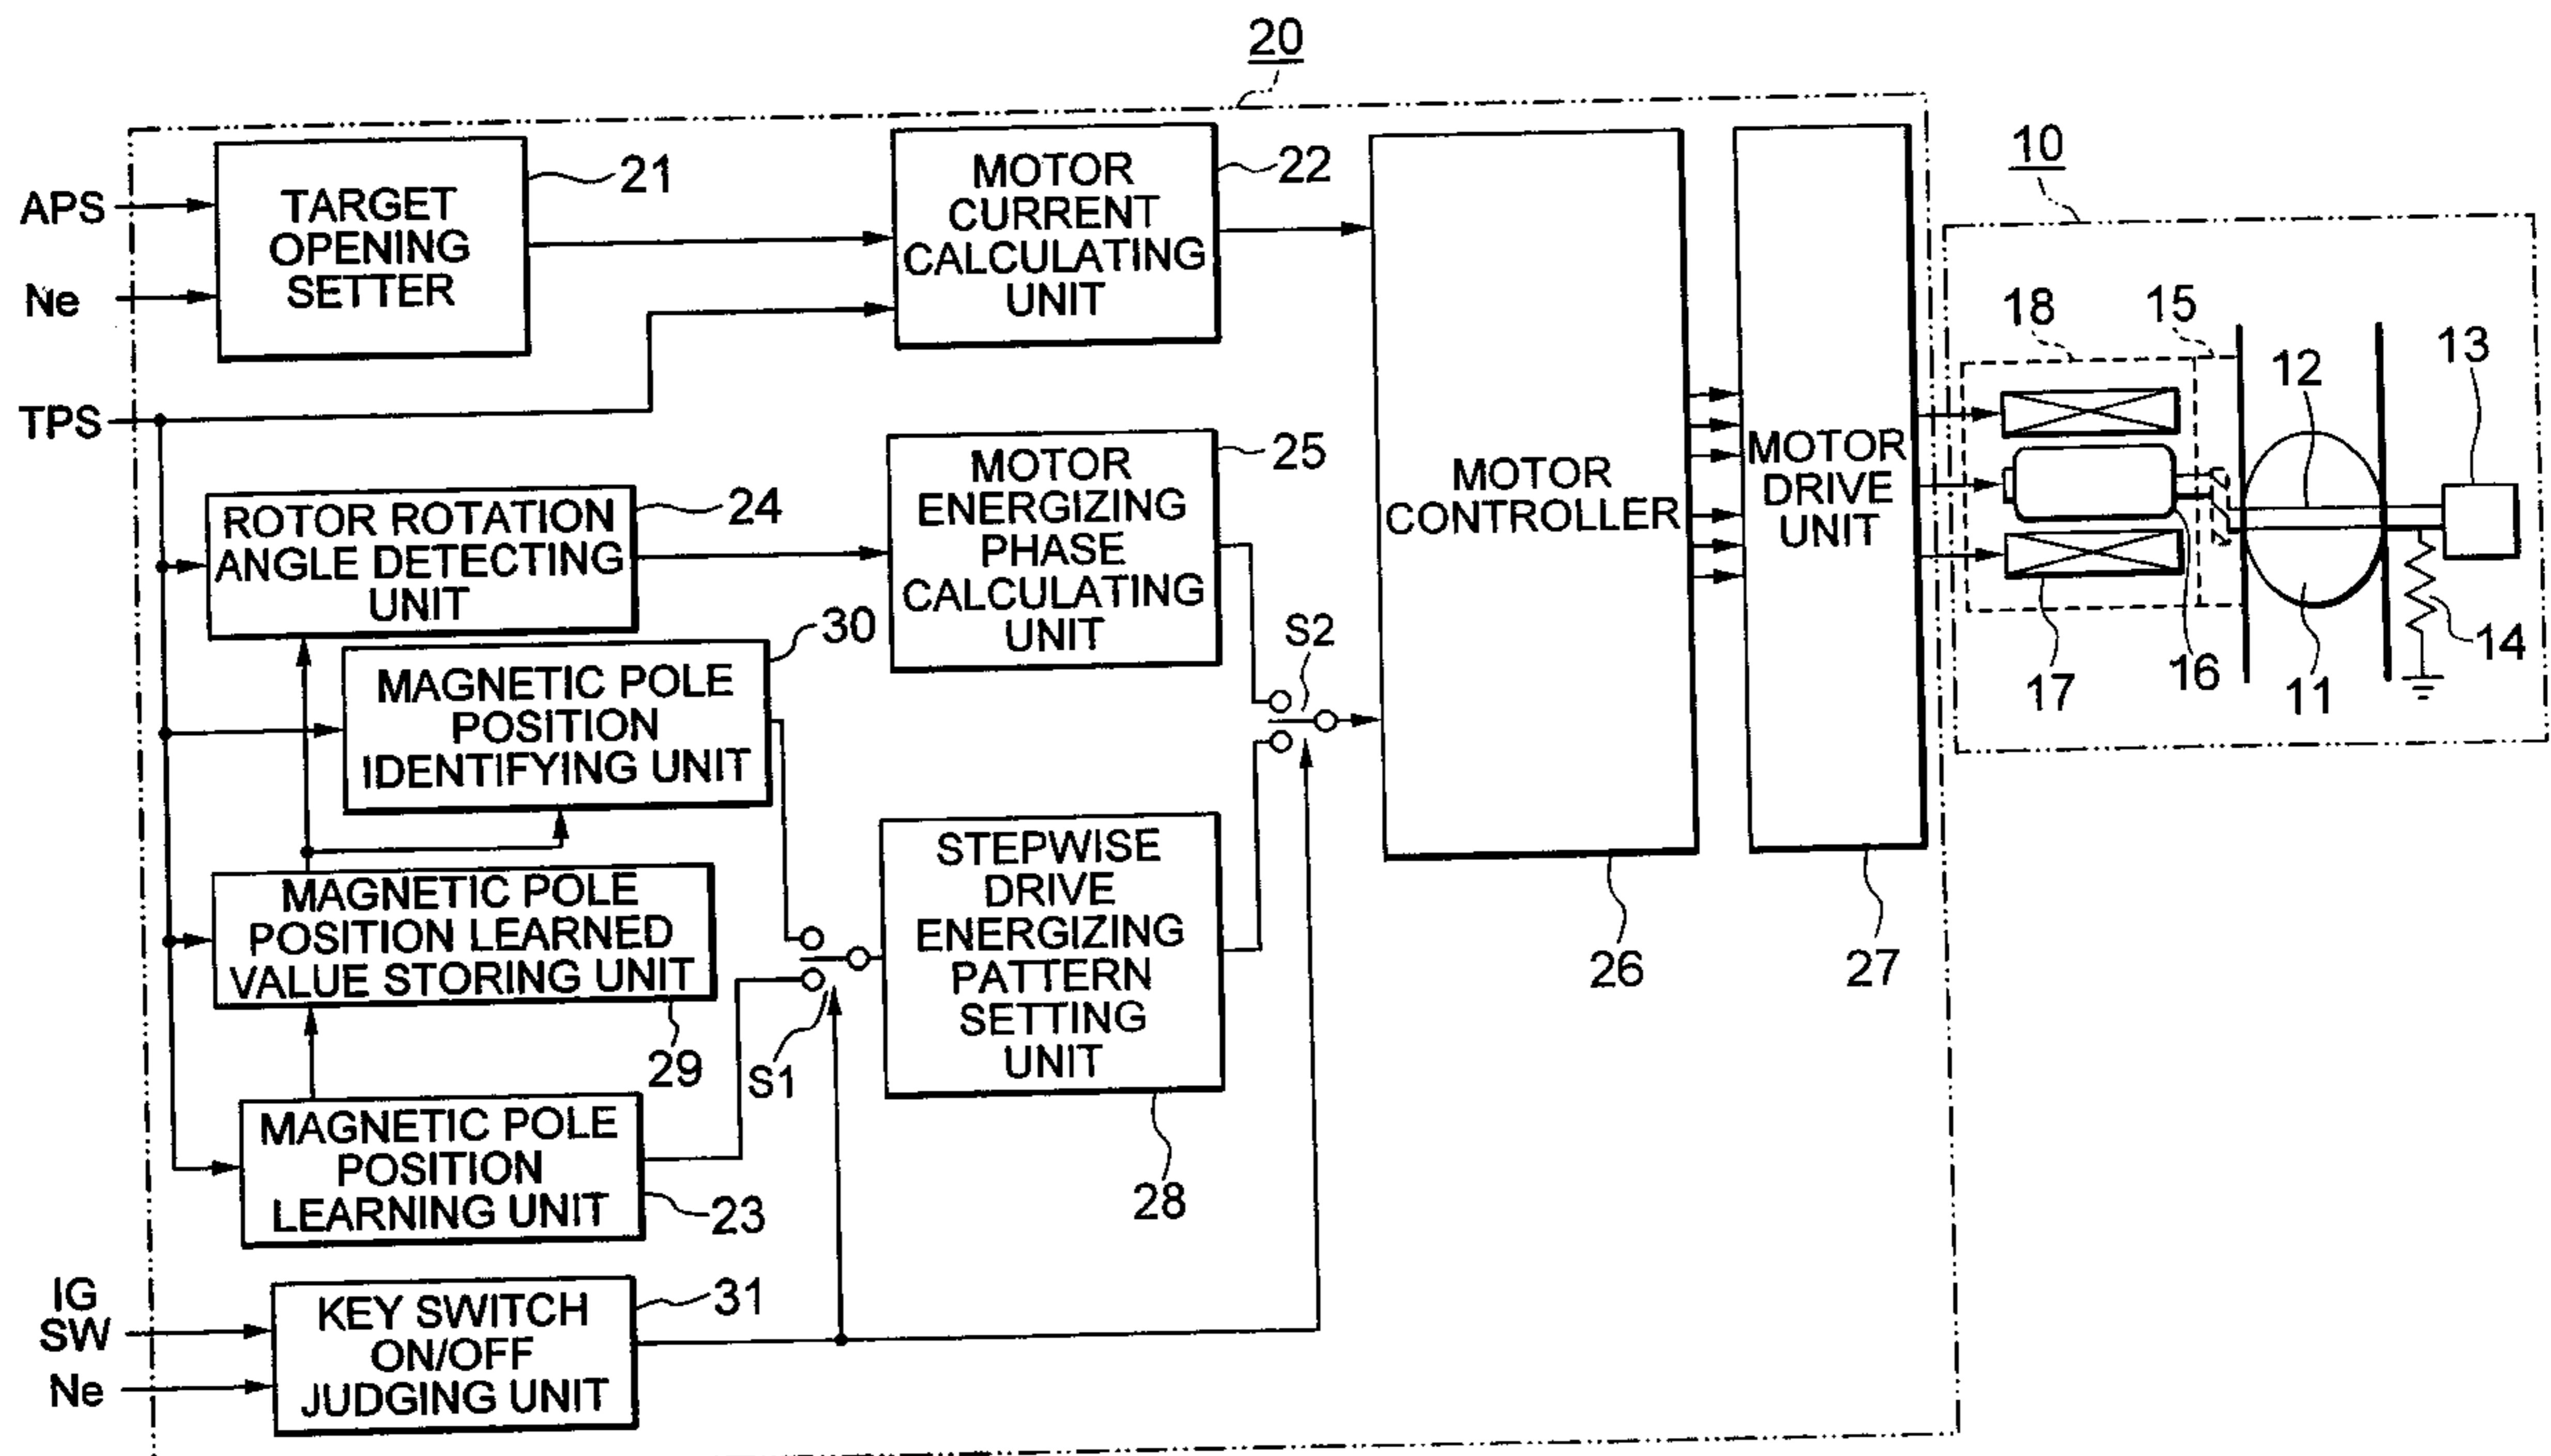 20
10
APS
Ne
TPS
TARGET
OPENING
SETTER
21
MOTOR
CURRENT
CALCULATING
UNIT
22
ROTOR ROTATION
ANGLE DETECTING
UNIT
24
MOTOR
ENERGIZING
PHASE
CALCULATING
UNIT
25
MAGNETIC POLE
POSITION
IDENTIFYING UNIT
30
S2
MAGNETIC POLE
POSITION LEARNED
VALUE STORING UNIT
29
S1
STEPWISE
DRIVE
ENERGIZING
PATTERN
SETTING
UNIT
28
MAGNETIC POLE
POSITION
LEARNING UNIT
23
IG
SW
Ne
KEY SWITCH
ON/OFF
JUDGING UNIT
31
MOTOR
CONTROLLER
26
MOTOR
DRIVE
UNIT
27
18
15
12
13
17
16
11
14